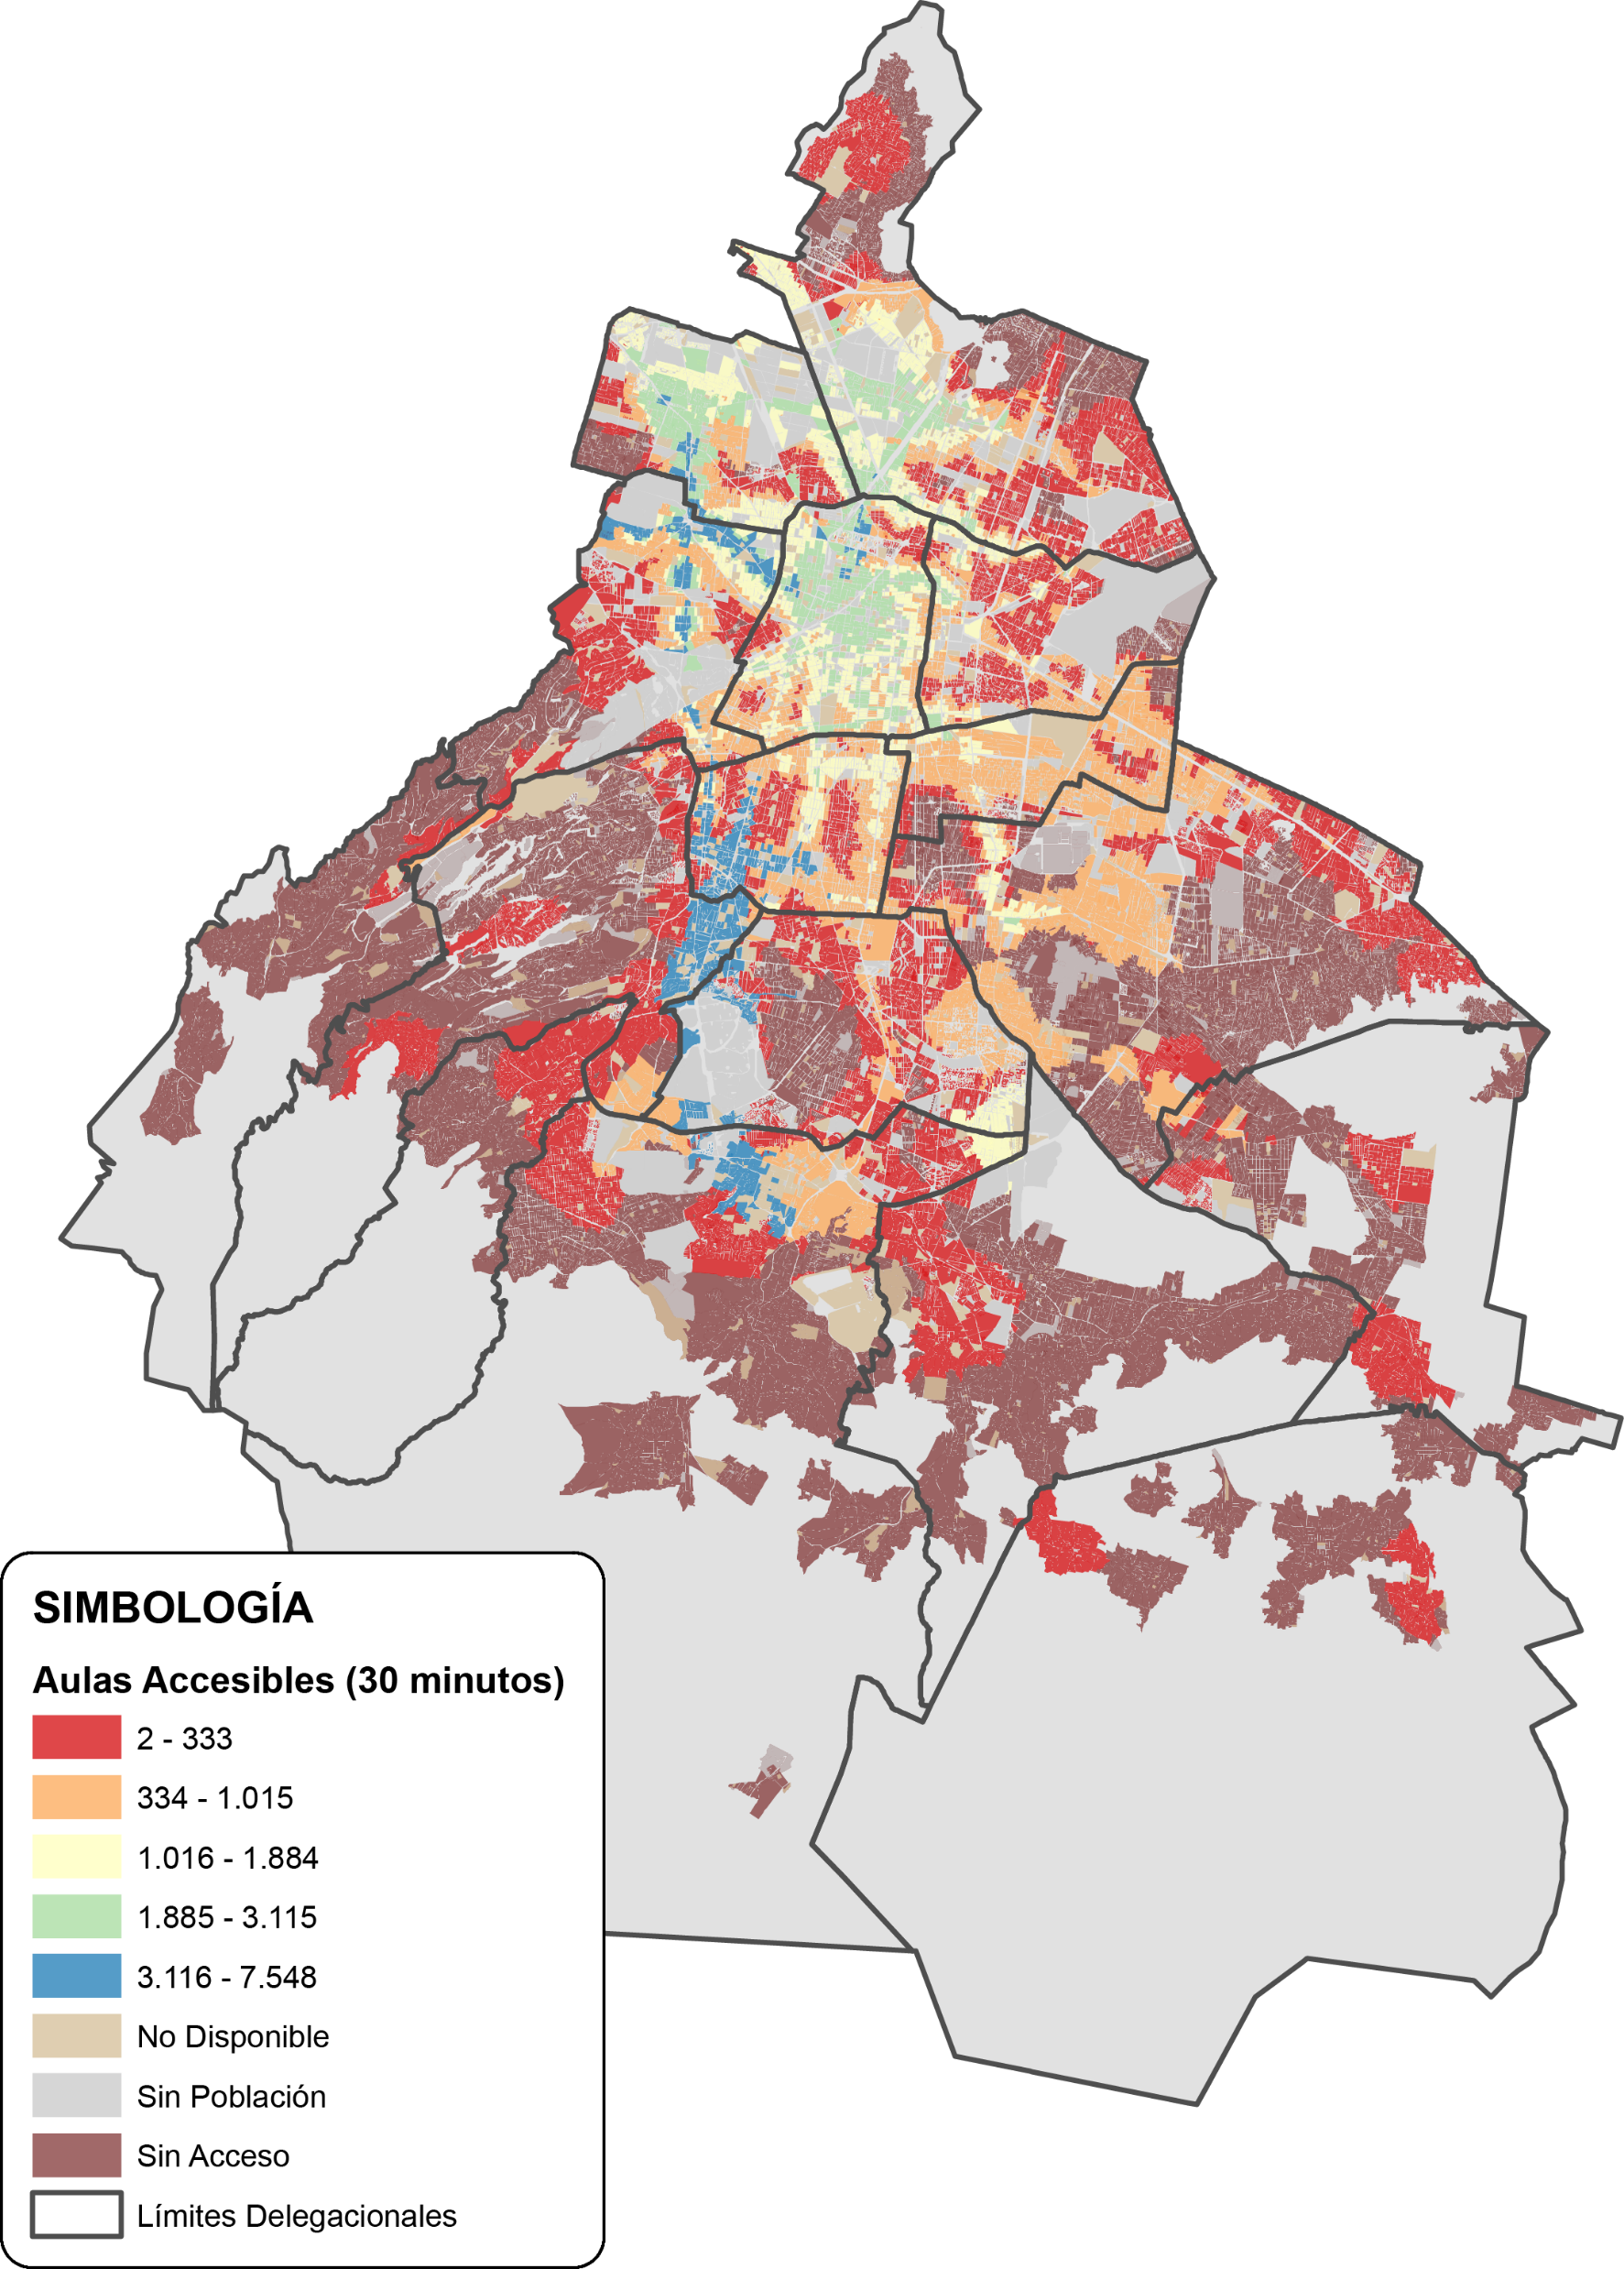 SIMBOLOGÍA
Aulas Accesibles (30 minutos)
2 - 333
334 - 1.015
1.016 - 1.884
1.885 - 3.115
3.116 - 7.548
No Disponible
Sin Población
Sin Acceso
Límites Delegacionales